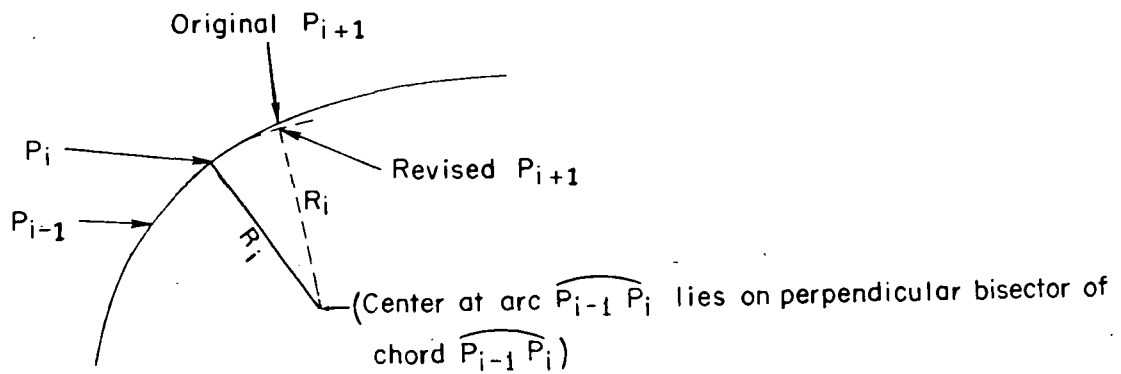 Original P_{i+1}
P_i
Revised P_{i+1}
P_{i-1}
R_i
R_i
(Center at arc P_{i-1} P_i lies on perpendicular bisector of
chord P_{i-1} P_i)